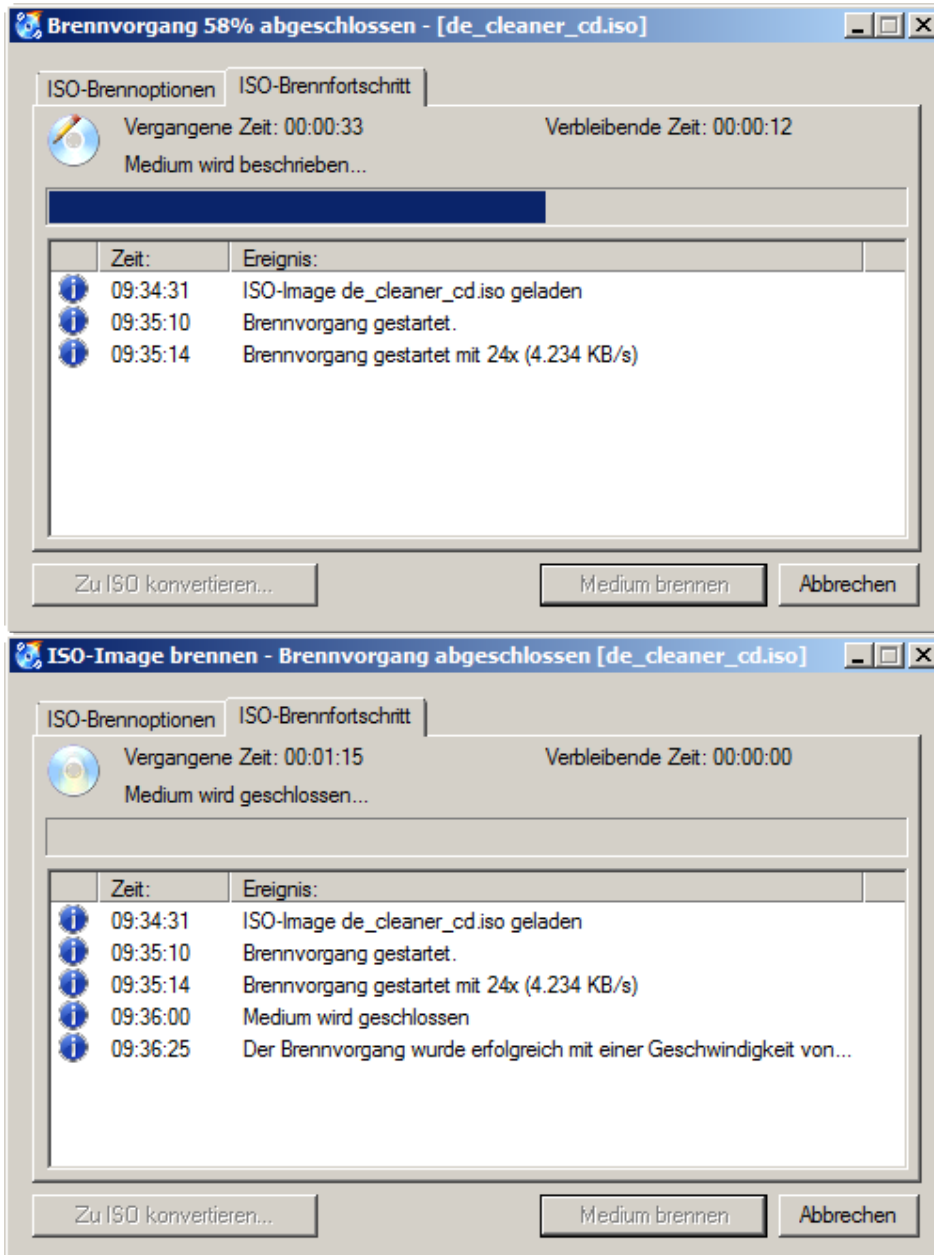 Brennvorgang 58% abgeschlossen - [de_cleaner_cd.iso]
ISO-Brennoptionen ISO-Brennfortschritt
Vergangene Zeit: 00:00:33 Verbleibende Zeit: 00:00:12
Medium wird beschrieben...
Zeit: Ereignis:
09:34:31 ISO-Image de_cleaner_cd.iso geladen
09:35:10 Brennvorgang gestartet.
09:35:14 Brennvorgang gestartet mit 24x (4.234 KB/s)
Zu ISO konvertieren... Medium brennen Abbrechen
ISO-Image brennen - Brennvorgang abgeschlossen [de_cleaner_cd.iso]
ISO-Brennoptionen ISO-Brennfortschritt
Vergangene Zeit: 00:01:15 Verbleibende Zeit: 00:00:00
Medium wird geschlossen...
Zeit: Ereignis:
09:34:31 ISO-Image de_cleaner_cd.iso geladen
09:35:10 Brennvorgang gestartet.
09:35:14 Brennvorgang gestartet mit 24x (4.234 KB/s)
09:36:00 Medium wird geschlossen
09:36:25 Der Brennvorgang wurde erfolgreich mit einer Geschwindigkeit von...
Zu ISO konvertieren... Medium brennen Abbrechen